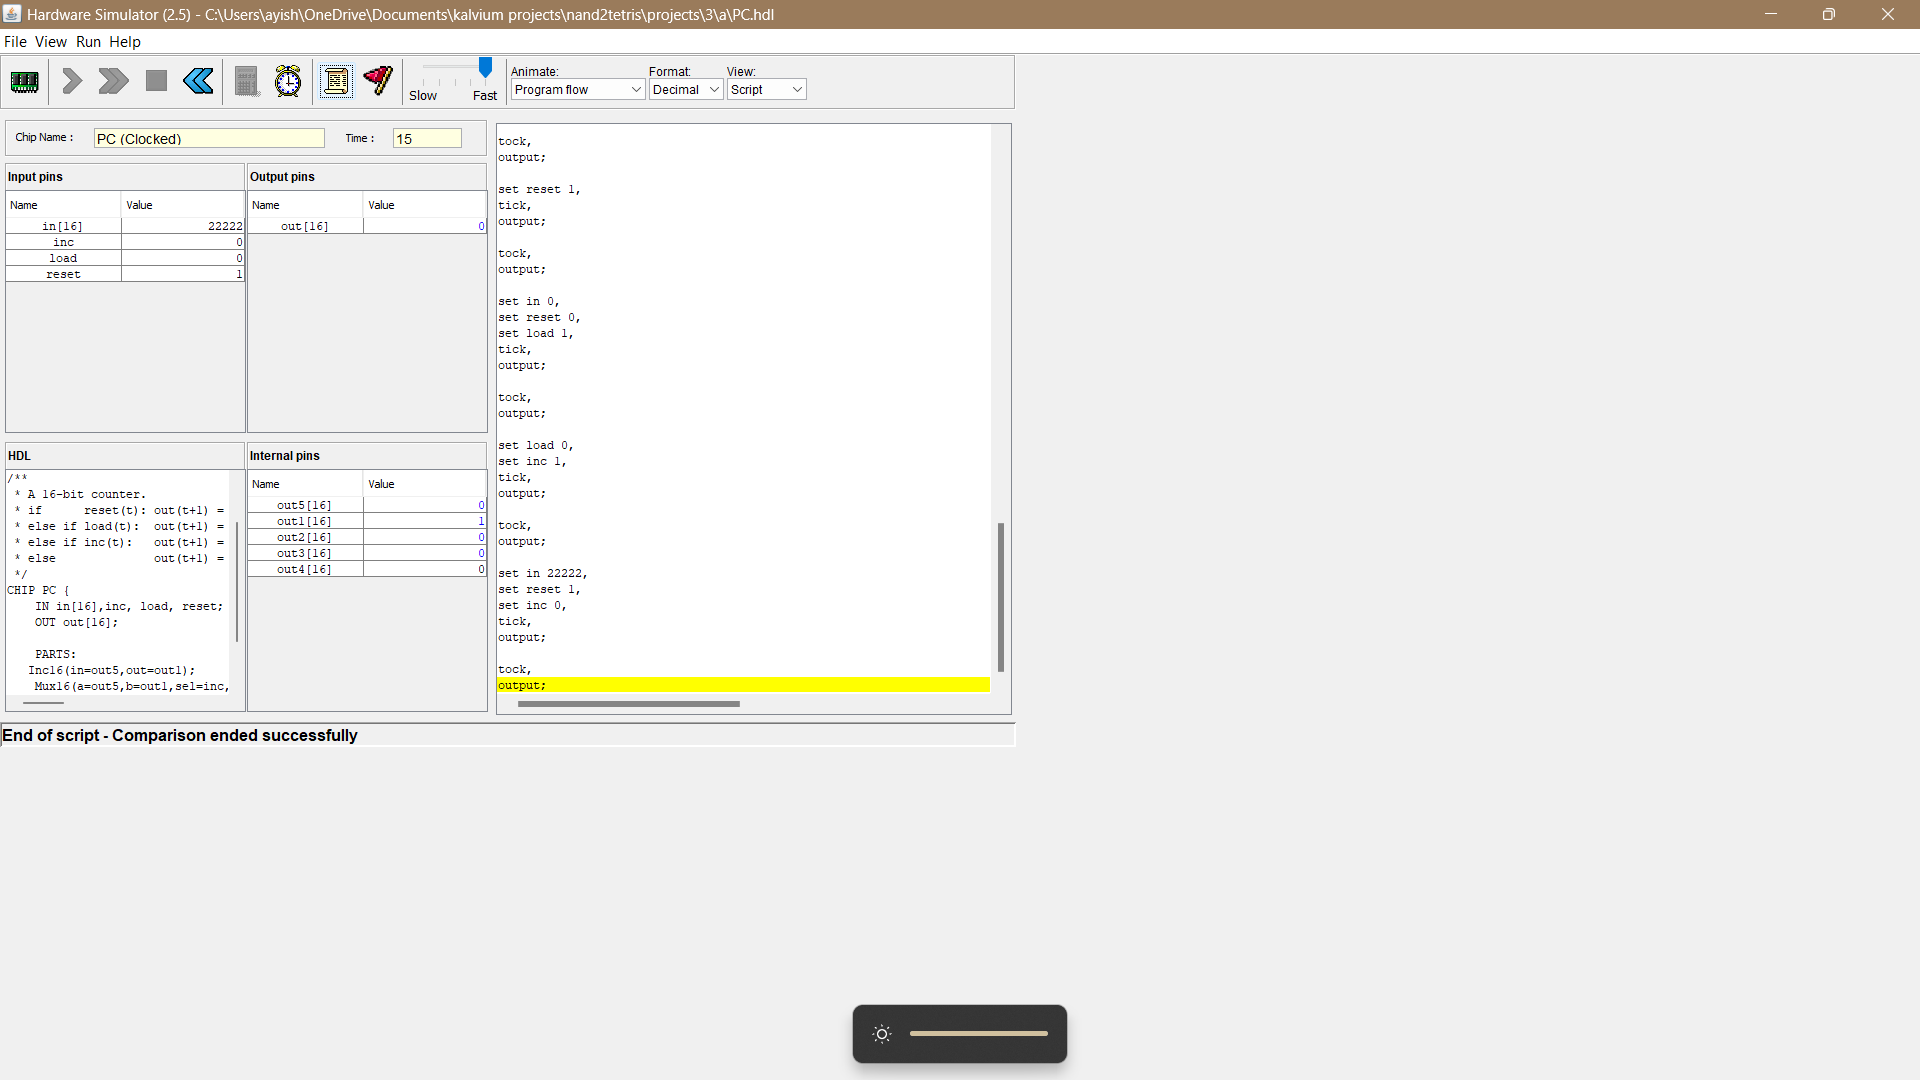 Hardware Simulator (2.5) - C:\Users\ayish\OneDrive\Documents\kalvium projects\nand2tetris\projects\3\a\PC.hdl
File View Run Help
Slow Fast
Animate: Format: View:
Program flow Decimal Script
Chip Name : PC (Clocked) Time : 15
Input pins
Name Value
in[16] 22222
inc 0
load 0
reset 1
Output pins
Name Value
out[16] 0
HDL
/**
* A 16-bit counter.
* if reset(t): out(t+1) =
* else if load(t): out(t+1) =
* else if inc(t): out(t+1) =
* else out(t+1) =
*/
CHIP PC {
IN in[16],inc, load, reset;
OUT out[16];
PARTS:
Inc16(in=out5,out=out1);
Mux16(a=out5,b=out1,sel=inc,
Internal pins
Name Value
out5[16] 0
out1[16] 1
out2[16] 0
out3[16] 0
out4[16] 0
tock,
output;
set reset 1,
tick,
output;
tock,
output;
set in 0,
set reset 0,
set load 1,
tick,
output;
tock,
output;
set load 0,
set inc 1,
tick,
output;
tock,
output;
set in 22222,
set reset 1,
set inc 0,
tick,
output;
tock,
output;
End of script - Comparison ended successfully